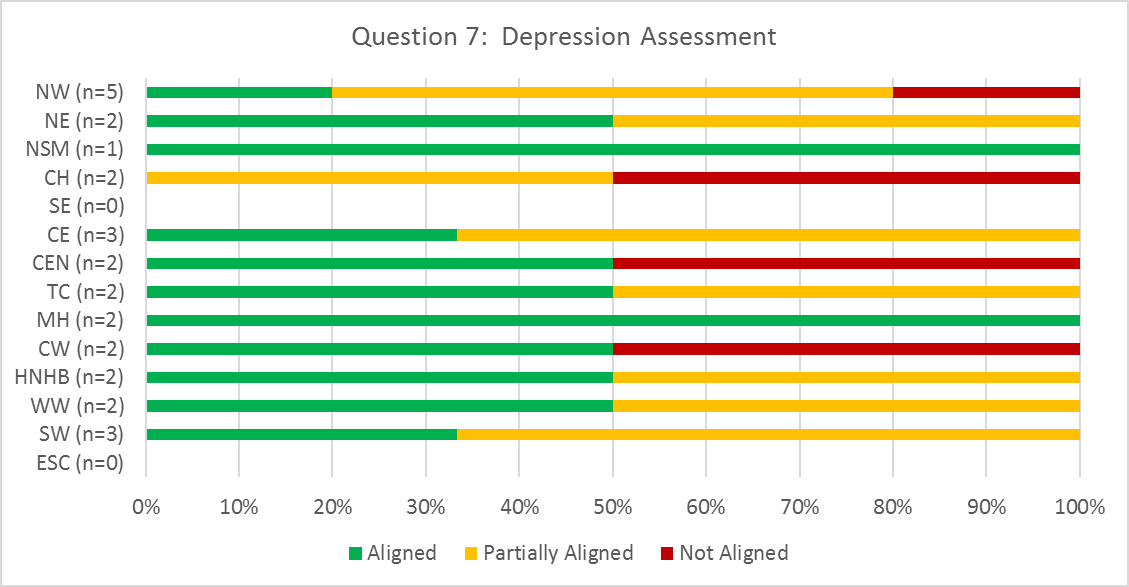 Question 7:  Depression Assessment
NW (n=5)
NE (n=2)
NSM (n=1)
CH (n=2)
SE (n=0)
CE (n=3)
CEN (n=2)
TC (n=2)
MH (n=2)
CW (n=2)
HNHB (n=2)
WW (n=2)
SW (n=3)
ESC (n=0)
0% 10% 20% 30% 40% 50% 60% 70% 80% 90% 100%
Aligned Partially Aligned Not Aligned